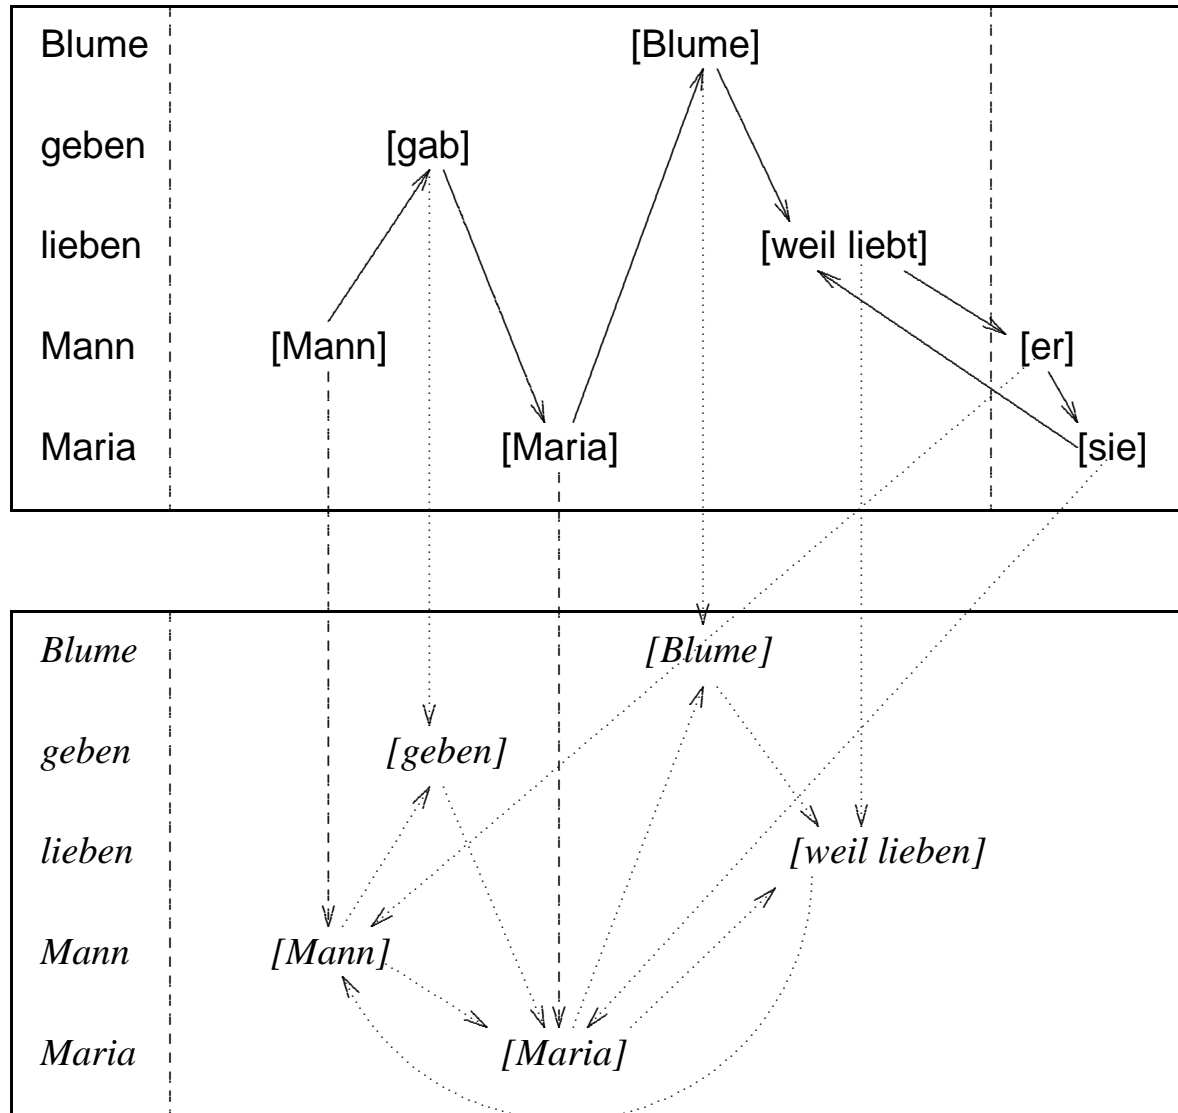 Blume [Blume]
geben [gab]
lieben [weil liebt]
Mann [Mann] [er]
Maria [Maria] [sie]
Blume [Blume]
geben [geben]
lieben [weil lieben]
Mann [Mann]
Maria [Maria]